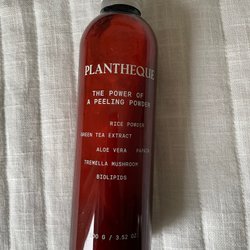 PLANTHEQUE
THE POWER OF
A PEELING POWDER
RICE POWDER
GREEN TEA EXTRACT
ALOE VERA PAPAIN
TREMELLA MUSHROOM
BIOLIPIDS
00 G / 3.52 OZ